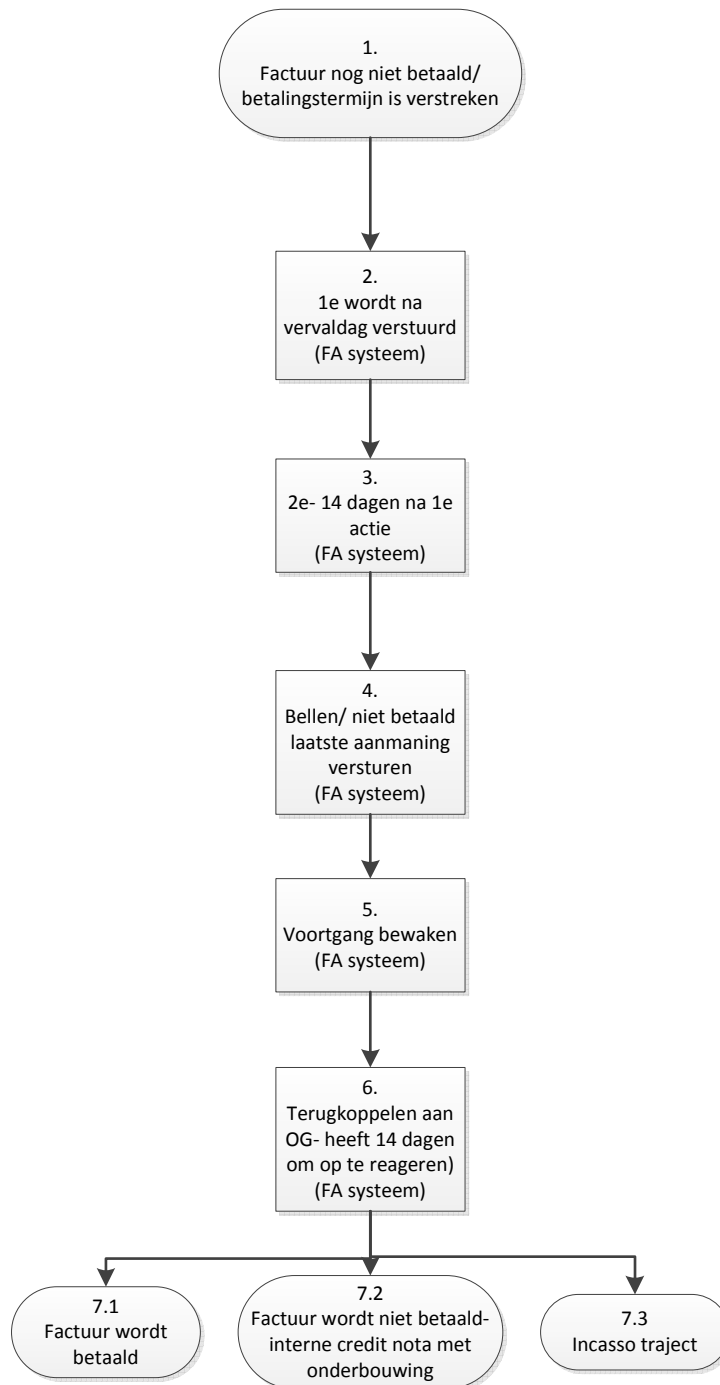 1.
Factuur nog niet betaald/
betalingstermijn is verstreken
2.
1e wordt na
vervaldag verstuurd
(FA systeem)
3.
2e- 14 dagen na 1e
actie
(FA systeem)
4.
Bellen/ niet betaald
laatste aanmaning
versturen
(FA systeem)
5.
Voortgang bewaken
(FA systeem)
6.
Terugkoppelen aan
OG- heeft 14 dagen
om op te reageren)
(FA systeem)
7.1
Factuur wordt
betaald
7.2
Factuur wordt niet betaald-
interne credit nota met
onderbouwing
7.3
Incasso traject